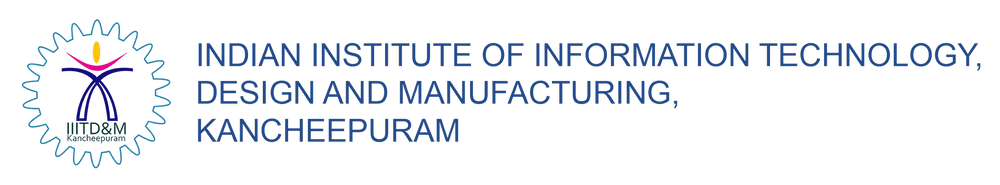 IIITD&M
Kancheepuram
INDIAN INSTITUTE OF INFORMATION TECHNOLOGY,
DESIGN AND MANUFACTURING,
KANCHEEPURAM